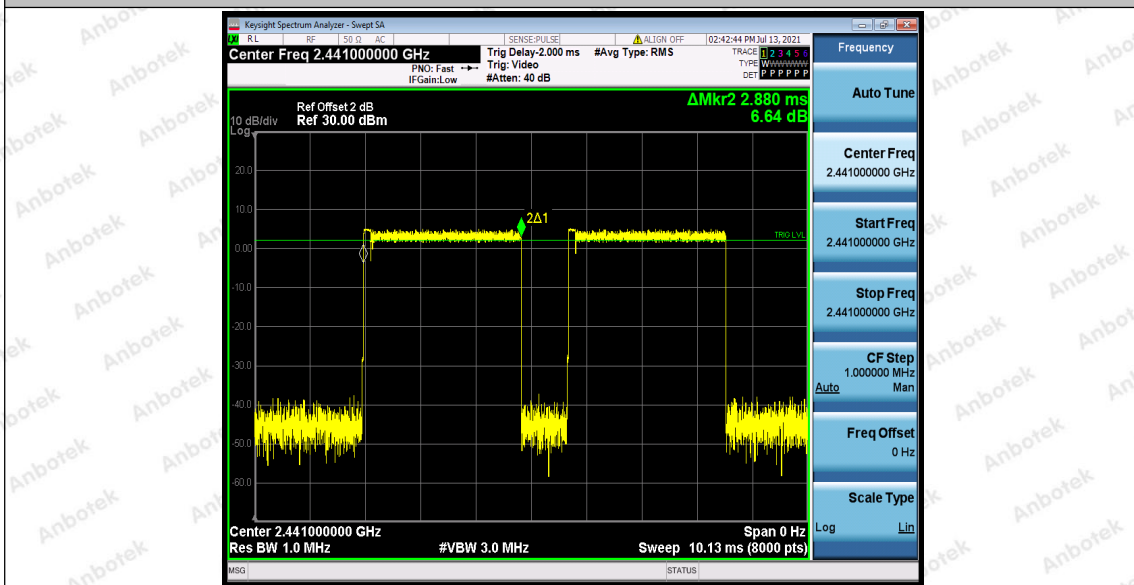 Keysight Spectrum Analyzer - Swept SA
RL RF 50 Ω AC SENSE:PULSE ALIGN OFF 02:42:44 PM Jul 13, 2021
Center Freq 2.441000000 GHz
PNO: Fast
IFGain:Low
Trig Delay-2.000 ms
Trig: Video
#Atten: 40 dB
#Avg Type: RMS
TRACE 1 2 3 4 5 6
TYPE WWWWWW
DET P P P P P P
ΔMkr2 2.880 ms
6.64 dB
Ref Offset 2 dB
10 dB/div Ref 30.00 dBm
Log
20.0
10.0
2Δ1
TRIG LVL
0.00
-10.0
-20.0
-30.0
-40.0
-50.0
-60.0
Center 2.441000000 GHz Span 0 Hz
Res BW 1.0 MHz #VBW 3.0 MHz Sweep 10.13 ms (8000 pts)
MSG STATUS
Frequency
Auto Tune
Center Freq
2.441000000 GHz
Start Freq
2.441000000 GHz
Stop Freq
2.441000000 GHz
CF Step
1.000000 MHz
Auto Man
Freq Offset
0 Hz
Scale Type
Log Lin
Anbotek